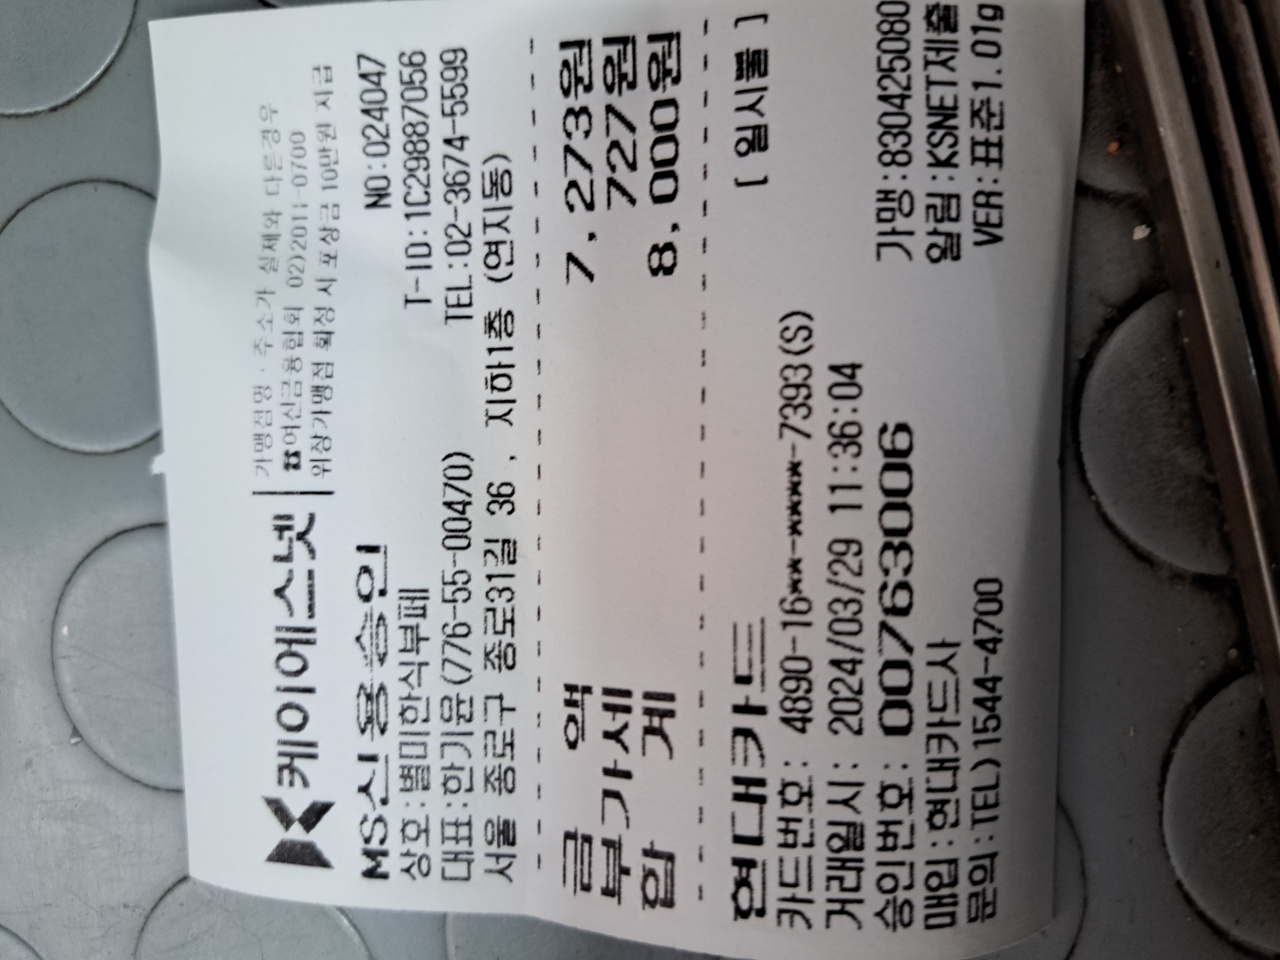 케이에스넷
가맹점명·주소가 실제와 다른경우
☎여신금융협회 02)2011-0700
위장가맹점 확정시 포상금 10만원 지급
MS신용승인 NO:024047
상호:별미한식부페 T-ID:1C29887056
대표:한기윤(776-55-00470) TEL:02-3674-5599
서울 종로구 종로31길 36 , 지하1층 (연지동)
금 액 7,273원
부가세 727원
합 계 8,000원
현대카드 [ 일시불 ]
카드번호: 4890-16**-****-7393(S)
거래일시: 2024/03/29 11:36:04
승인번호: 00763006 가맹:830425080
매입:현대카드사 알림:KSNET제출
문의:TEL)1544-4700 VER:표준1.01g